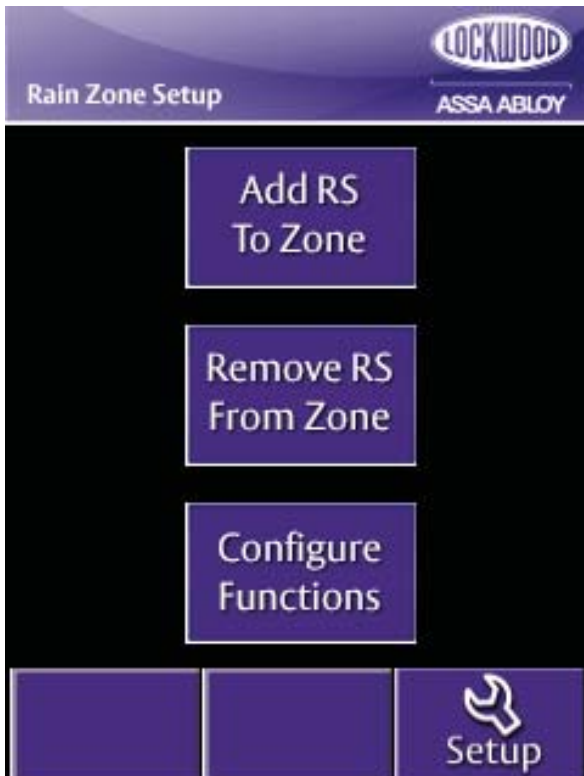 LOCKWOOD
Rain Zone Setup
ASSA ABLOY
Add RS
To Zone
Remove RS
From Zone
Configure
Functions
Setup